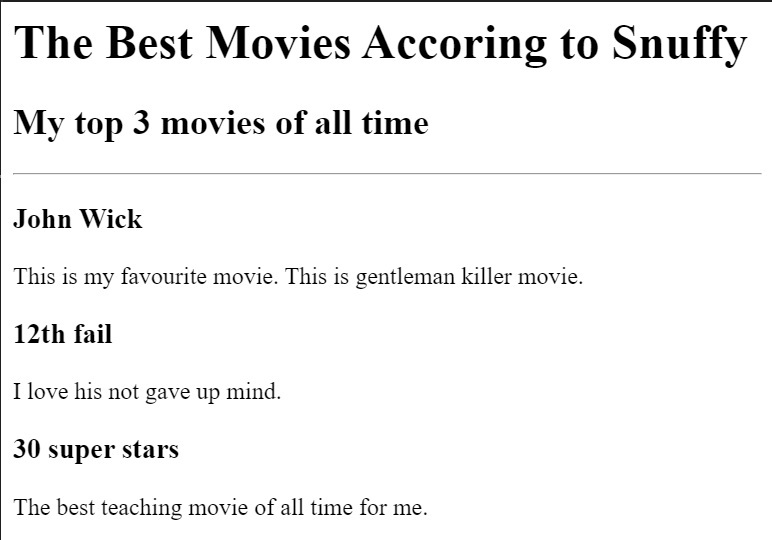 The Best Movies Accoring to Snuffy
My top 3 movies of all time
John Wick
This is my favourite movie. This is gentleman killer movie.
12th fail
I love his not gave up mind.
30 super stars
The best teaching movie of all time for me.